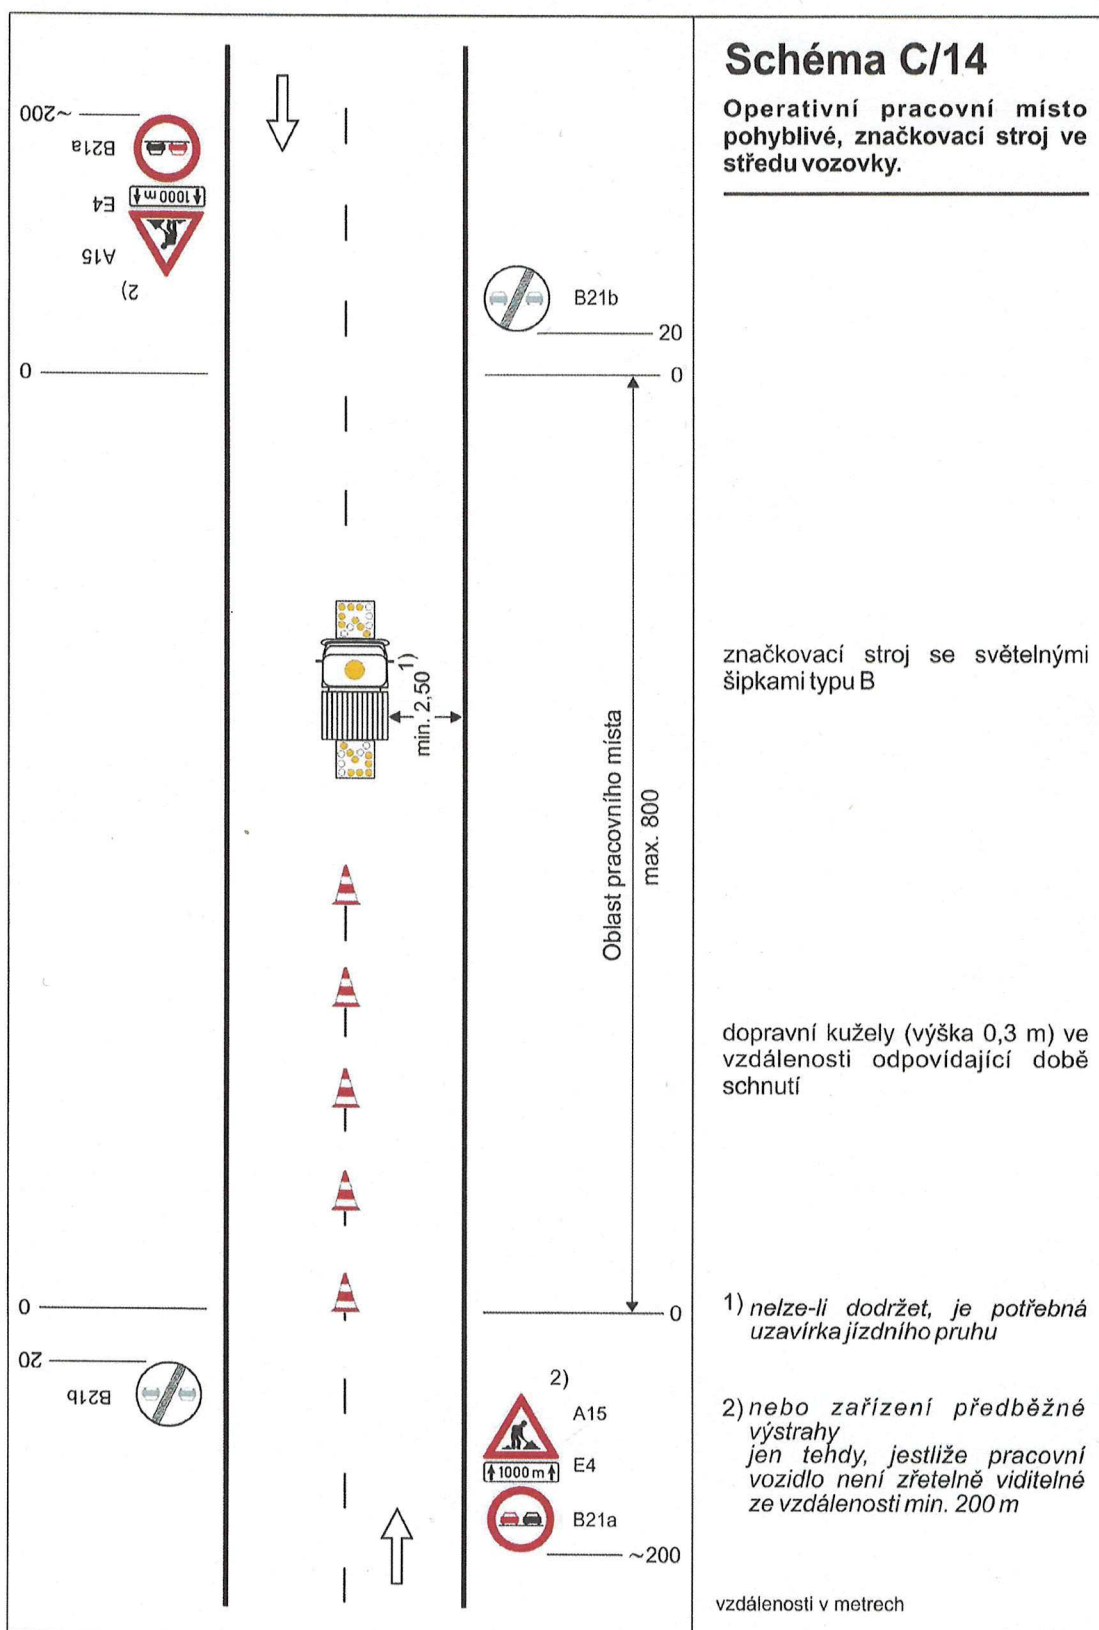 Schéma C/14
Operativní pracovní místo
pohyblivé, značkovací stroj ve
středu vozovky.
~200
B21a
1000 m
E4
A15
2)
B21b
20
0
0
značkovací stroj se světelnými
šipkami typu B
min. 2,50 1)
Oblast pracovního místa
max. 800
dopravní kužely (výška 0,3 m) ve
vzdálenosti odpovídající době
schnutí
0
0
20
B21b
1) nelze-li dodržet, je potřebná
uzavírka jízdního pruhu
2)
A15
1000 m
E4
B21a
~200
2) nebo zařízení předběžné
výstrahy
jen tehdy, jestliže pracovní
vozidlo není zřetelně viditelné
ze vzdálenosti min. 200 m
vzdálenosti v metrech